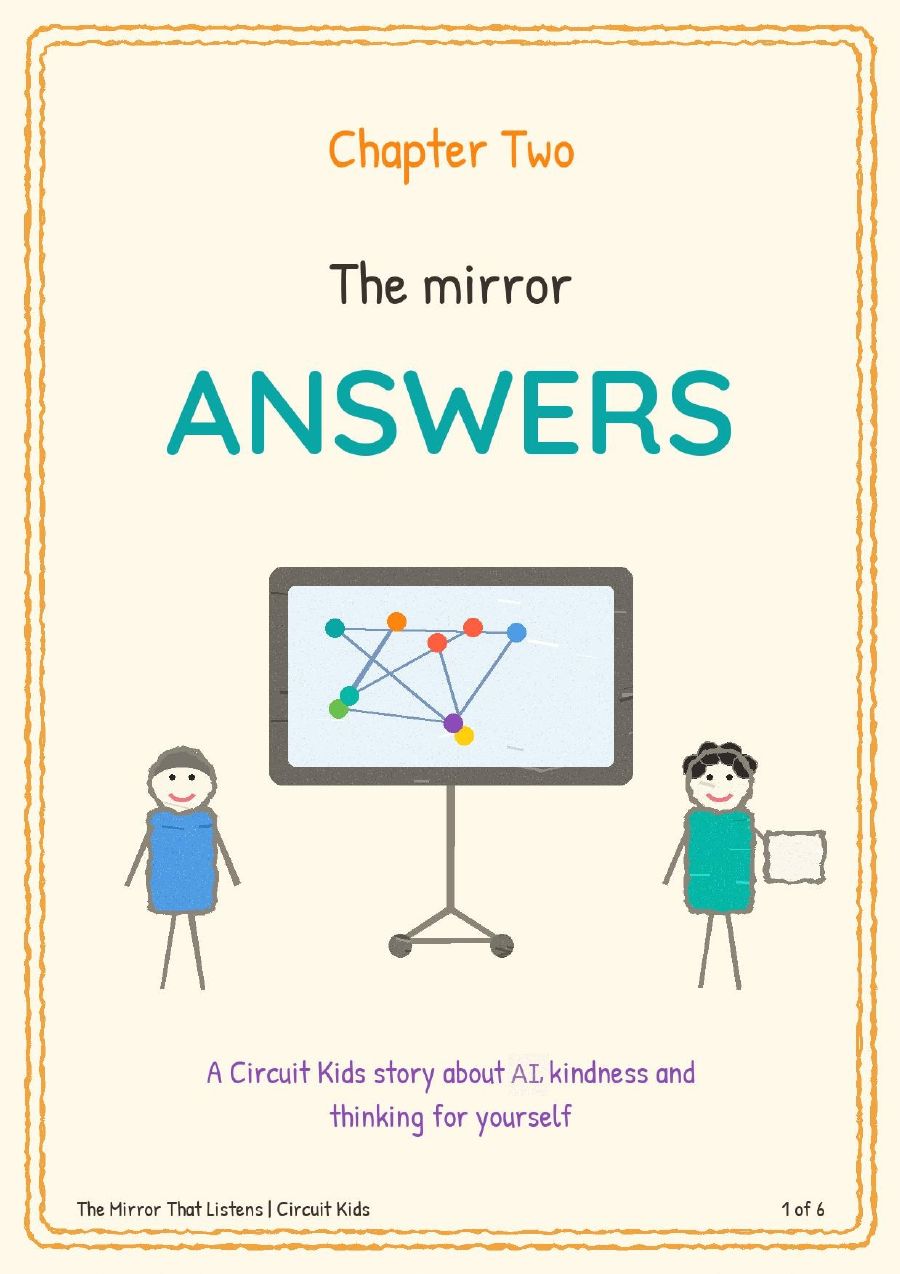 Chapter Two
The mirror
ANSWERS
A Circuit Kids story about AI, kindness and
thinking for yourself
The Mirror That Listens | Circuit Kids
1 of 6